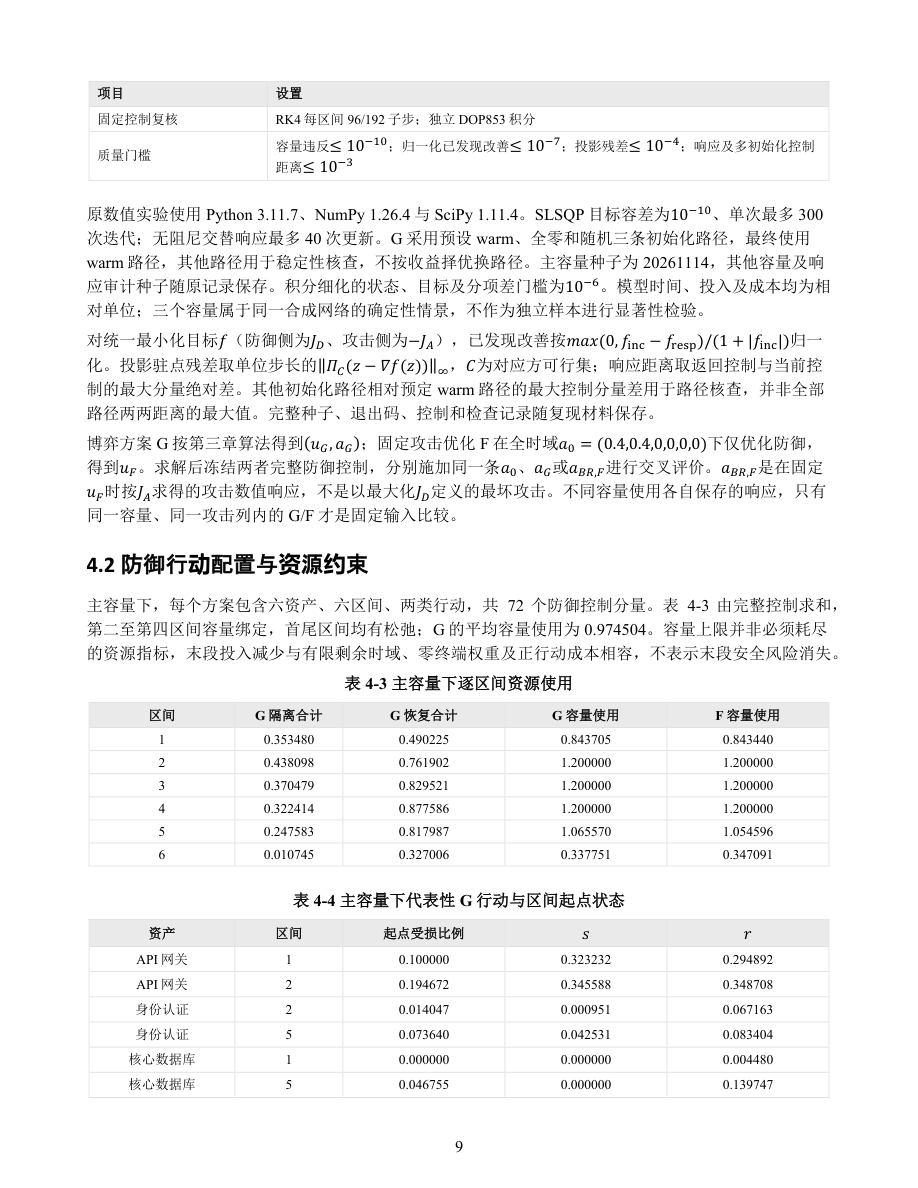 项目 设置
固定控制复核 RK4 每区间 96/192 子步；独立 DOP853 积分
质量门槛 容量违反≤ 10⁻¹⁰；归一化已发现改善≤ 10⁻⁷；投影残差≤ 10⁻⁴；响应及多初始化控制
距离≤ 10⁻³
原数值实验使用 Python 3.11.7、NumPy 1.26.4 与 SciPy 1.11.4。SLSQP 目标容差为10⁻¹⁰、单次最多 300
次迭代；无阻尼交替响应最多 40 次更新。G 采用预设 warm、全零和随机三条初始化路径，最终使用
warm 路径，其他路径用于稳定性核查，不按收益择优换路径。主容量种子为 20261114，其他容量及响
应审计种子随原记录保存。积分细化的状态、目标及分项差门槛为10⁻⁶。模型时间、投入及成本均为相
对单位；三个容量属于同一合成网络的确定性情景，不作为独立样本进行显著性检验。
对统一最小化目标f（防御侧为J_D、攻击侧为−J_A），已发现改善按max(0, f_inc − f_resp)/(1 + |f_inc|)归一
化。投影驻点残差取单位步长的‖Π_C(z − ∇f(z))‖_∞，C为对应方可行集；响应距离取返回控制与当前控
制的最大分量绝对差。其他初始化路径相对预定 warm 路径的最大控制分量差用于路径核查，并非全部
路径两两距离的最大值。完整种子、退出码、控制和检查记录随复现材料保存。
博弈方案 G 按第三章算法得到(u_G, a_G)；固定攻击优化 F 在全时域a₀ = (0.4,0.4,0,0,0,0)下仅优化防御，
得到u_F。求解后冻结两者完整防御控制，分别施加同一条a₀、a_G或a_BR,F进行交叉评价。a_BR,F是在固定
u_F时按J_A求得的攻击数值响应，不是以最大化J_D定义的最坏攻击。不同容量使用各自保存的响应，只有
同一容量、同一攻击列内的 G/F 才是固定输入比较。
4.2 防御行动配置与资源约束
主容量下，每个方案包含六资产、六区间、两类行动，共 72 个防御控制分量。表 4-3 由完整控制求和，
第二至第四区间容量绑定，首尾区间均有松弛；G 的平均容量使用为 0.974504。容量上限并非必须耗尽
的资源指标，末段投入减少与有限剩余时域、零终端权重及正行动成本相容，不表示末段安全风险消失。
表 4-3 主容量下逐区间资源使用
区间 G 隔离合计 G 恢复合计 G 容量使用 F 容量使用
1 0.353480 0.490225 0.843705 0.843440
2 0.438098 0.761902 1.200000 1.200000
3 0.370479 0.829521 1.200000 1.200000
4 0.322414 0.877586 1.200000 1.200000
5 0.247583 0.817987 1.065570 1.054596
6 0.010745 0.327006 0.337751 0.347091
表 4-4 主容量下代表性 G 行动与区间起点状态
资产 区间 起点受损比例 s r
API 网关 1 0.100000 0.323232 0.294892
API 网关 2 0.194672 0.345588 0.348708
身份认证 2 0.014047 0.000951 0.067163
身份认证 5 0.073640 0.042531 0.083404
核心数据库 1 0.000000 0.000000 0.004480
核心数据库 5 0.046755 0.000000 0.139747
9